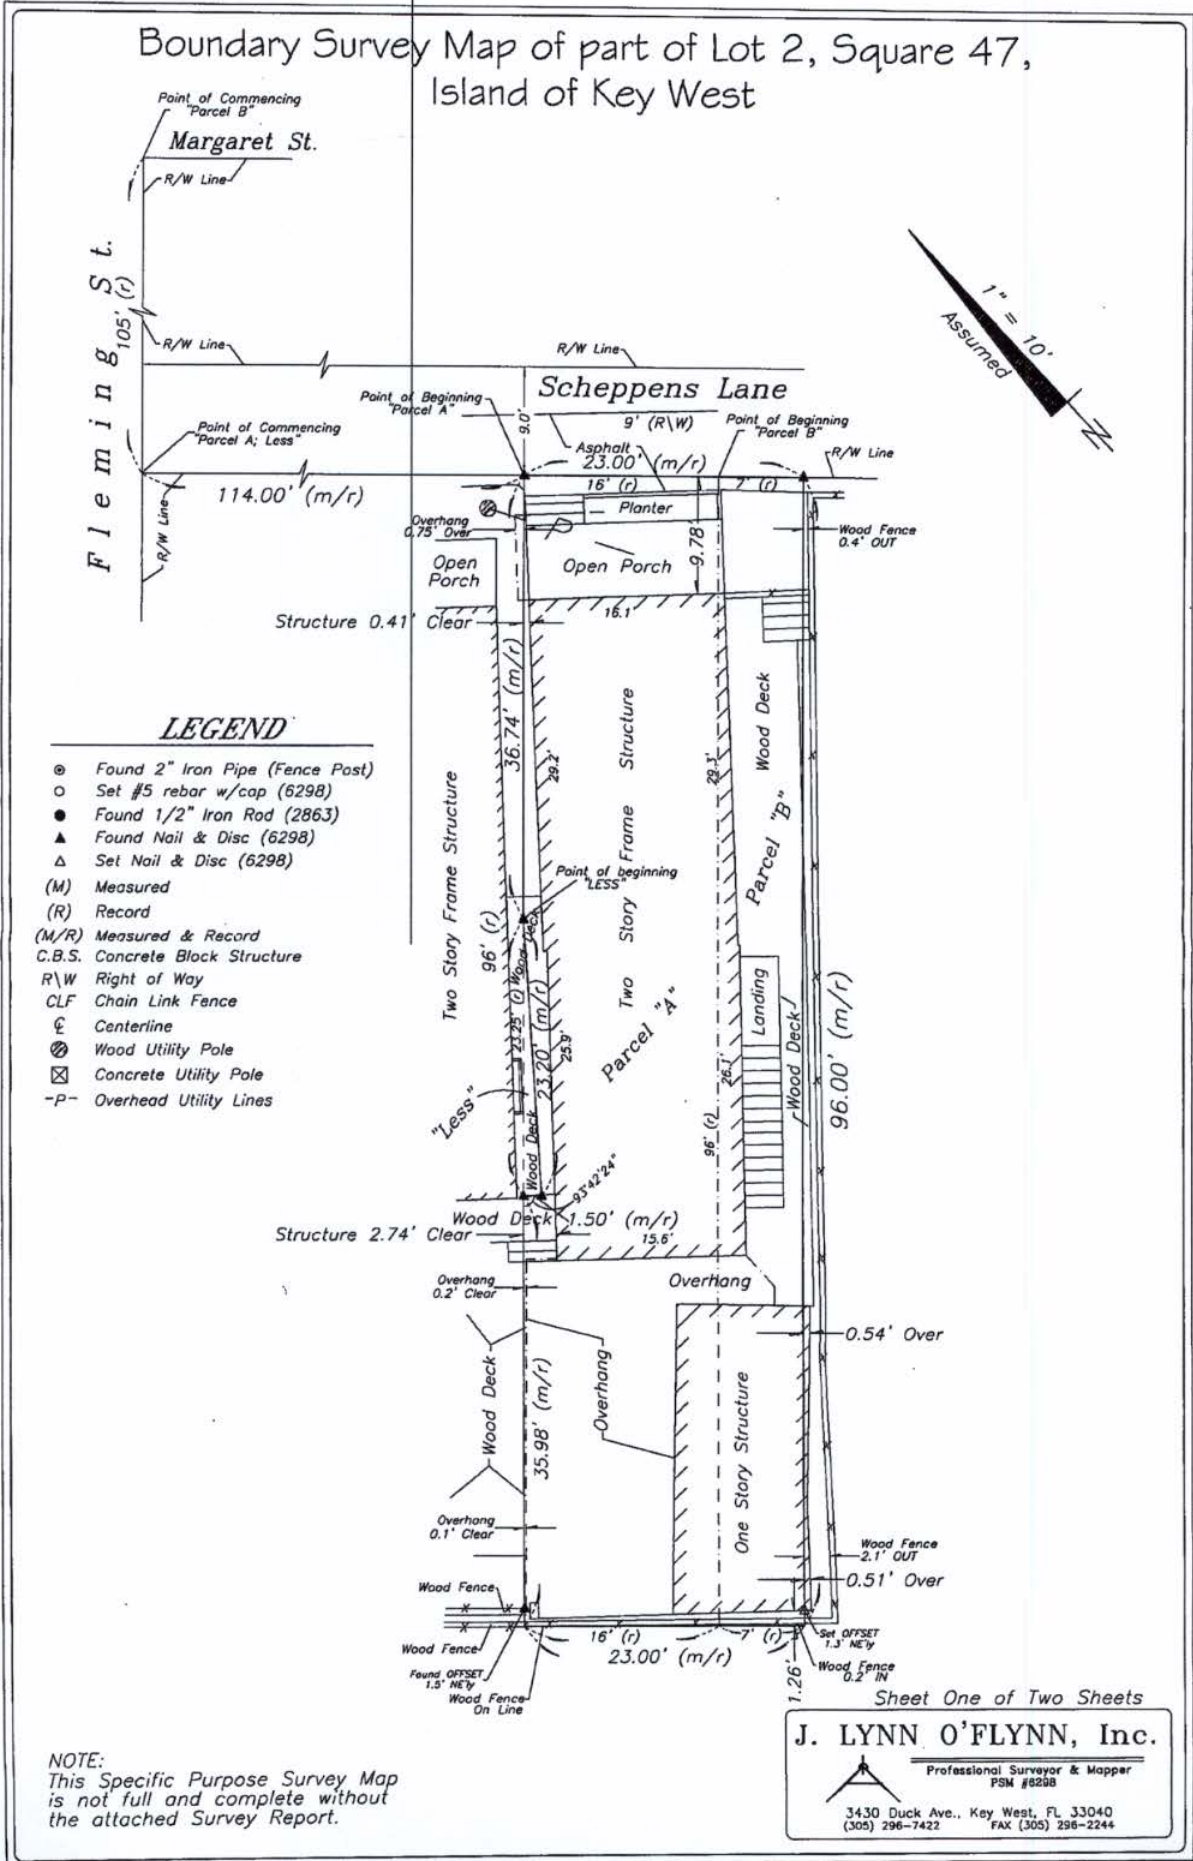 Boundary Survey Map of part of Lot 2, Square 47,
Island of Key West
Point of Commencing
"Parcel B"
Margaret St.
R/W Line
Fleming St.
105' (r)
R/W Line
R/W Line
1" = 10'
Assumed
N
Point of Beginning
"Parcel A"
9.0'
Scheppens Lane
9' (R\W)
Point of Beginning
"Parcel B"
Point of Commencing
"Parcel A; Less"
Asphalt
23.00' (m/r)
R/W Line
114.00' (m/r)
16' (r)
7' (r)
R/W Line
Planter
Overhang
0.75' Over
Wood Fence
0.4' OUT
9.78'
Open
Porch
Open Porch
Structure 0.41' Clear
16.1'
36.74' (m/r)
Two Story Frame Structure
Wood Deck
29.2'
29.3'
Parcel "B"
LEGEND
Found 2" Iron Pipe (Fence Post)
Set #5 rebar w/cap (6298)
Found 1/2" Iron Rod (2863)
Found Nail & Disc (6298)
Set Nail & Disc (6298)
(M) Measured
(R) Record
(M/R) Measured & Record
C.B.S. Concrete Block Structure
R\W Right of Way
CLF Chain Link Fence
℄ Centerline
Wood Utility Pole
Concrete Utility Pole
-P- Overhead Utility Lines
Two Story Frame Structure
Point of beginning
"LESS"
96' (r)
Wood Deck
23.25' (r)
23.20' (m/r)
25.9'
Parcel "A"
Landing
Wood Deck
96.00' (m/r)
26.1'
"Less"
Wood Deck
96' (r)
93°42'24"
Wood Deck
1.50' (m/r)
Structure 2.74' Clear
15.6'
Overhang
0.2' Clear
Overhang
0.54' Over
Wood Deck
35.98' (m/r)
Overhang
One Story Structure
Overhang
0.1' Clear
Wood Fence
2.1' OUT
0.51' Over
Wood Fence
16' (r)
7' (r)
Set OFFSET
1.3' NE'ly
Wood Fence
23.00' (m/r)
Wood Fence
0.2' IN
Found OFFSET
1.5' NE'ly
1.26'
Wood Fence
On Line
Sheet One of Two Sheets
J. LYNN O'FLYNN, Inc.
Professional Surveyor & Mapper
PSM #6298
3430 Duck Ave., Key West, FL 33040
(305) 296-7422 FAX (305) 296-2244
NOTE:
This Specific Purpose Survey Map
is not full and complete without
the attached Survey Report.